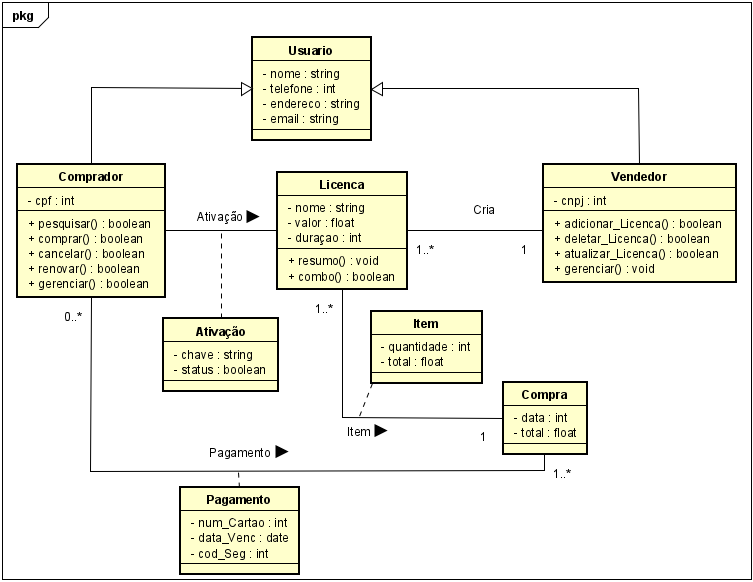 pkg
Usuario
- nome : string
- telefone : int
- endereco : string
- email : string
Comprador
- cpf : int
+ pesquisar() : boolean
+ comprar() : boolean
+ cancelar() : boolean
+ renovar() : boolean
+ gerenciar() : boolean
Ativação
Licenca
- nome : string
- valor : float
- duraçao : int
+ resumo() : void
+ combo() : boolean
Cria
1..*
1
Vendedor
- cnpj : int
+ adicionar_Licenca() : boolean
+ deletar_Licenca() : boolean
+ atualizar_Licenca() : boolean
+ gerenciar() : void
0..*
1..*
Ativação
- chave : string
- status : boolean
Item
- quantidade : int
- total : float
Compra
- data : int
- total : float
Item
1
Pagamento
1..*
Pagamento
- num_Cartao : int
- data_Venc : date
- cod_Seg : int